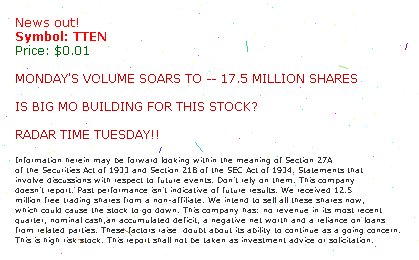 News out!
Symbol: TTEN
Price: $0.01
MONDAY'S VOLUME SOARS TO -- 17.5 MILLION SHARES
IS BIG MO BUILDING FOR THIS STOCK?
RADAR TIME TUESDAY!!
Information herein may be forward looking within the meaning of Section 27A
of the Securities Act of 1933 and Section 21B of the SEC Act of 1934. Statements that
involve discussions with respect to future events. Don't rely on them. This company
doesn't report. Past performance isn't indicative of future results. We received 12.5
million free trading shares from a non-affiliate. We intend to sell all these shares now,
which could cause the stock to go down. This company has: no revenue in its most recent
quarter, nominal cash,an accumulated deficit, a negative net worth and a reliance on loans
from related parties. These factors raise doubt about its ability to continue as a going concern.
This is high risk stock. This report shall not be taken as investment advice or solicitation.